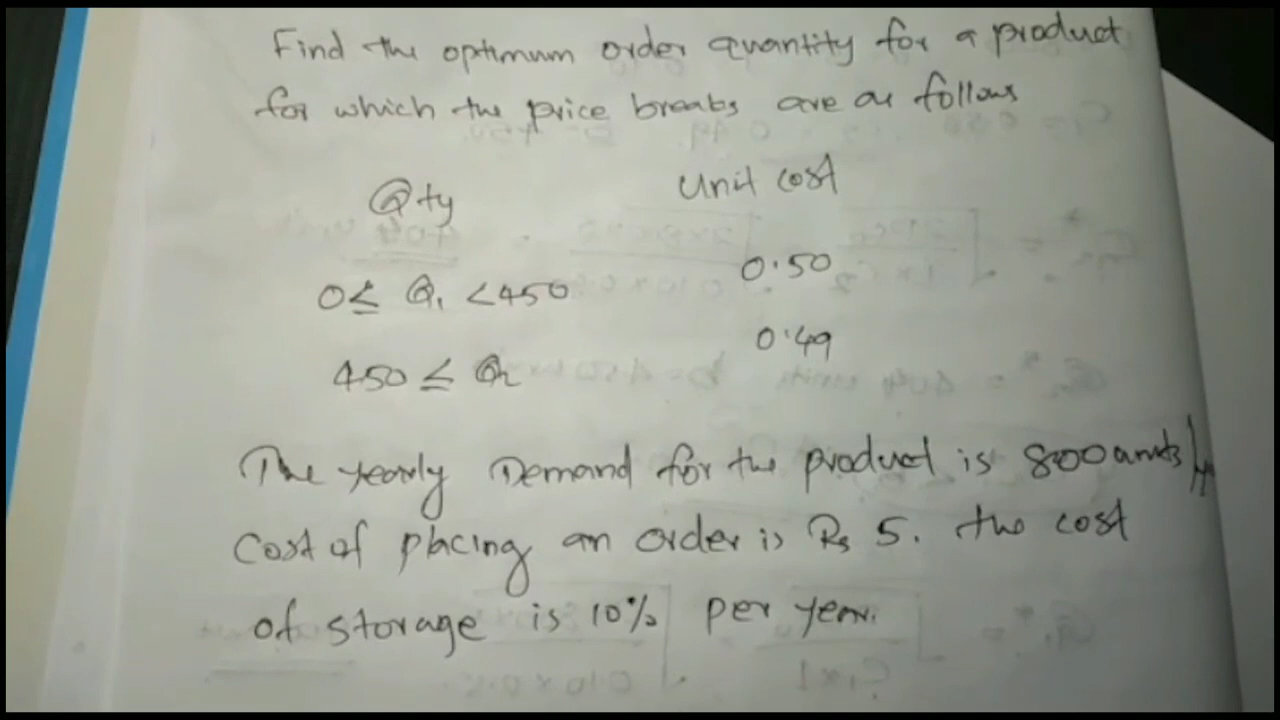 Find the optimum order quantity for a product
for which the price breaks are as follows
Qty Unit cost
0 ≤ Q₁ < 450 0.50
450 ≤ Q₂ 0.49
The yearly Demand for the product is 800 units/
Cost of placing an order is Rs 5. the cost
of storage is 10% per year.